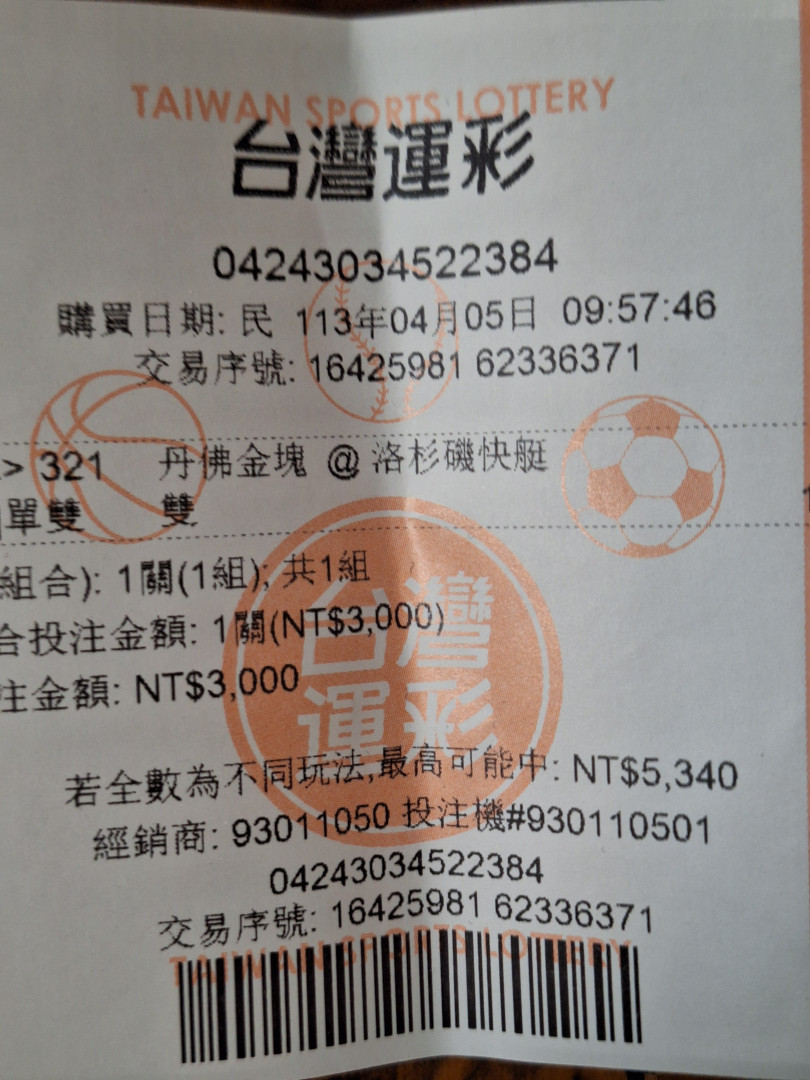 TAIWAN SPORTS LOTTERY
台灣運彩
04243034522384
購買日期: 民 113年04月05日 09:57:46
交易序號: 16425981 62336371
> 321 丹佛金塊 @ 洛杉磯快艇
單雙 雙
組合): 1關(1組); 共1組
合投注金額: 1關(NT$3,000)
注金額: NT$3,000
台灣
運彩
若全數為不同玩法,最高可能中: NT$5,340
經銷商: 93011050 投注機#930110501
04243034522384
交易序號: 16425981 62336371
TAIWAN SPORTS LOTTERY